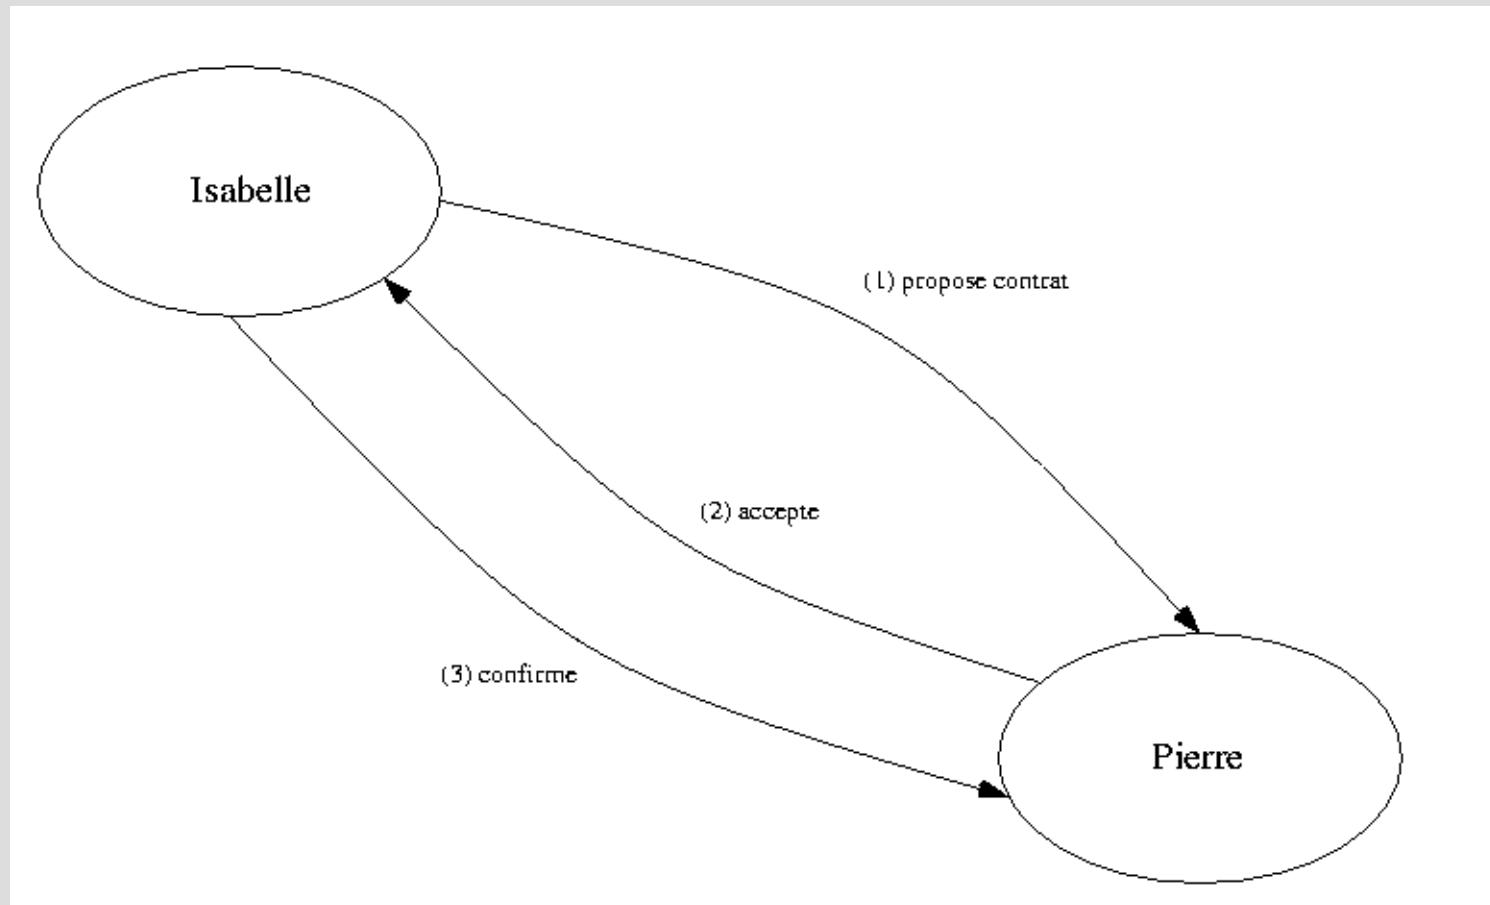 Isabelle
(1) propose contrat
(2) accepte
(3) confirme
Pierre